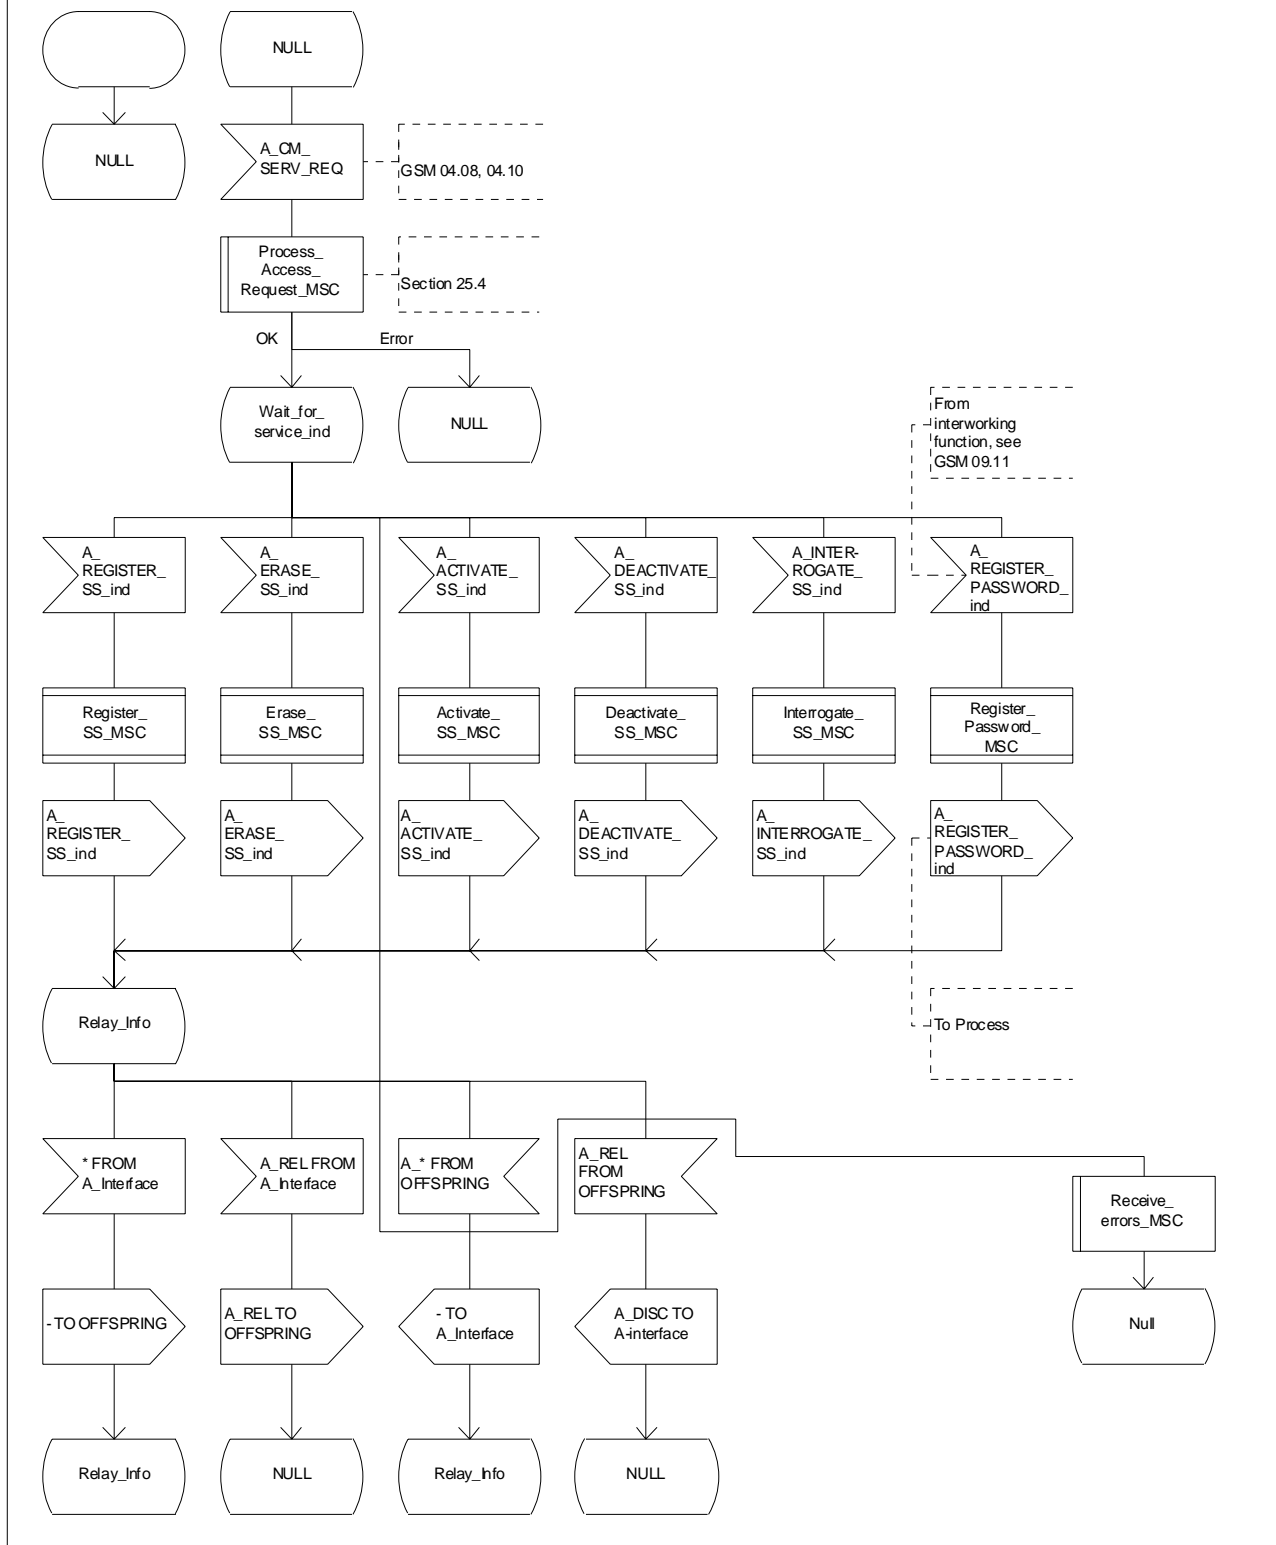 NULL
NULL
A_CM_
SERV_REQ
GSM 04.08, 04.10
Process_
Access_
Request_MSC
Section 25.4
OK
Error
Wait_for_
service_ind
NULL
From
interworking
function, see
GSM 09.11
A_
REGISTER_
SS_ind
A_
ERASE_
SS_ind
A_
ACTIVATE_
SS_ind
A_
DEACTIVATE_
SS_ind
A_INTER-
ROGATE_
SS_ind
A_
REGISTER_
PASSWORD_
ind
Register_
SS_MSC
Erase_
SS_MSC
Activate_
SS_MSC
Deactivate_
SS_MSC
Interrogate_
SS_MSC
Register_
Password_
MSC
A_
REGISTER_
SS_ind
A_
ERASE_
SS_ind
A_
ACTIVATE_
SS_ind
A_
DEACTIVATE_
SS_ind
A_
INTERROGATE_
SS_ind
A_
REGISTER_
PASSWORD_
ind
Relay_Info
To Process
* FROM
A_Interface
A_REL FROM
A_Interface
A_* FROM
OFFSPRING
A_REL
FROM
OFFSPRING
Receive_
errors_MSC
- TO OFFSPRING
A_REL TO
OFFSPRING
- TO
A_Interface
A_DISC TO
A-interface
Null
Relay_Info
NULL
Relay_Info
NULL